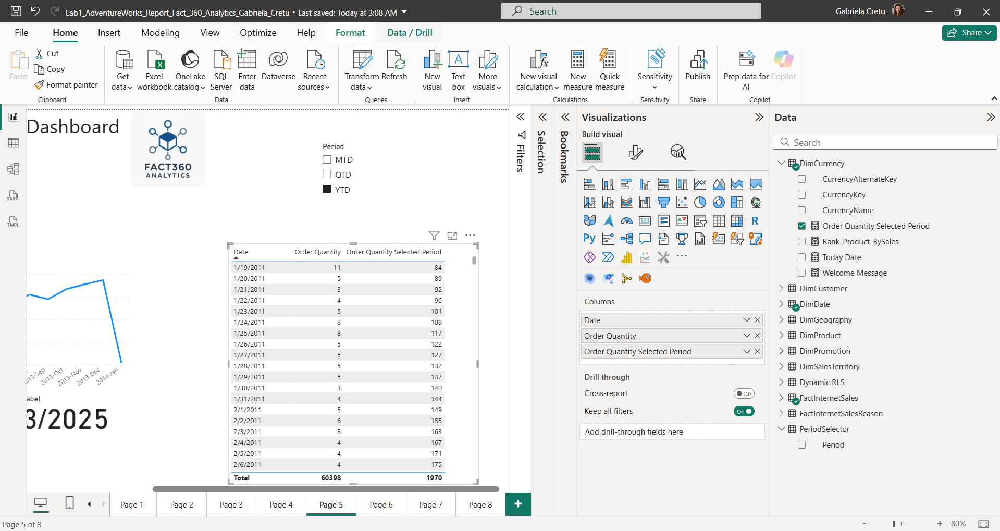 Lab1_AdventureWorks_Report_Fact_360_Analytics_Gabriela_Cretu • Last saved: Today at 3:08 AM
Search
Gabriela Cretu
File Home Insert Modeling View Optimize Help Format Data / Drill
Share
Paste
Cut
Copy
Format painter
Clipboard
Get data
Excel workbook
OneLake catalog
SQL Server
Enter data
Dataverse
Recent sources
Data
Transform data
Refresh
Queries
New visual
Text box
More visuals
Insert
New visual calculation
New measure
Quick measure
Calculations
Sensitivity
Sensitivity
Publish
Share
Prep data for AI
Copilot
Copilot
DAX
TMDL
Dashboard
FACT360
ANALYTICS
Period
MTD
QTD
YTD
Date Order Quantity Order Quantity Selected Period
1/19/2011 11 84
1/20/2011 5 89
1/21/2011 3 92
1/22/2011 4 96
1/23/2011 5 101
1/24/2011 8 109
1/25/2011 8 117
1/26/2011 5 122
1/27/2011 5 127
1/28/2011 5 132
1/29/2011 5 137
1/30/2011 3 140
1/31/2011 4 144
2/1/2011 5 149
2/2/2011 6 155
2/3/2011 8 163
2/4/2011 4 167
2/5/2011 4 171
2/6/2011 4 175
Total 60398 1970
013-Sep
2013-Oct
2013-Nov
2013-Dec
2014-Jan
abel
3/2025
Filters
Selection
Bookmarks
Visualizations
Build visual
123
R
Py
123
Columns
Date
Order Quantity
Order Quantity Selected Period
Drill through
Cross-report
Off
Keep all filters
On
Add drill-through fields here
Data
Search
DimCurrency
CurrencyAlternateKey
CurrencyKey
CurrencyName
Order Quantity Selected Period
Rank_Product_BySales
Today Date
Welcome Message
DimCustomer
DimDate
DimGeography
DimProduct
DimPromotion
DimSalesTerritory
Dynamic RLS
FactInternetSales
FactInternetSalesReason
PeriodSelector
Period
Page 1 Page 2 Page 3 Page 4 Page 5 Page 6 Page 7 Page 8 +
Page 5 of 8
- + 80%